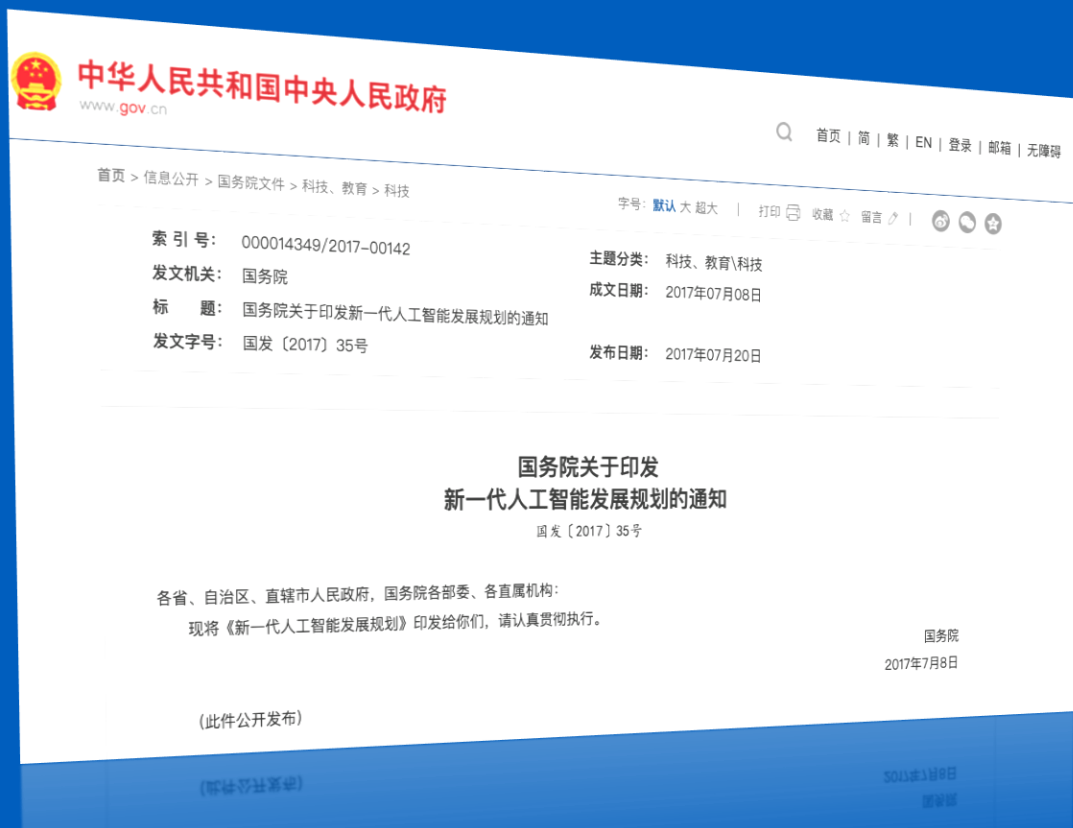 中华人民共和国中央人民政府
www.gov.cn
首页 | 简 | 繁 | EN | 登录 | 邮箱 | 无障碍
首页 > 信息公开 > 国务院文件 > 科技、教育 > 科技
字号：默认 大 超大 | 打印 收藏 留言 |
索 引 号： 000014349/2017-00142
主题分类： 科技、教育\科技
发文机关： 国务院
成文日期： 2017年07月08日
标　　题： 国务院关于印发新一代人工智能发展规划的通知
发文字号： 国发〔2017〕35号
发布日期： 2017年07月20日
国务院关于印发
新一代人工智能发展规划的通知
国发〔2017〕35号
各省、自治区、直辖市人民政府，国务院各部委、各直属机构：
现将《新一代人工智能发展规划》印发给你们，请认真贯彻执行。
国务院
2017年7月8日
（此件公开发布）